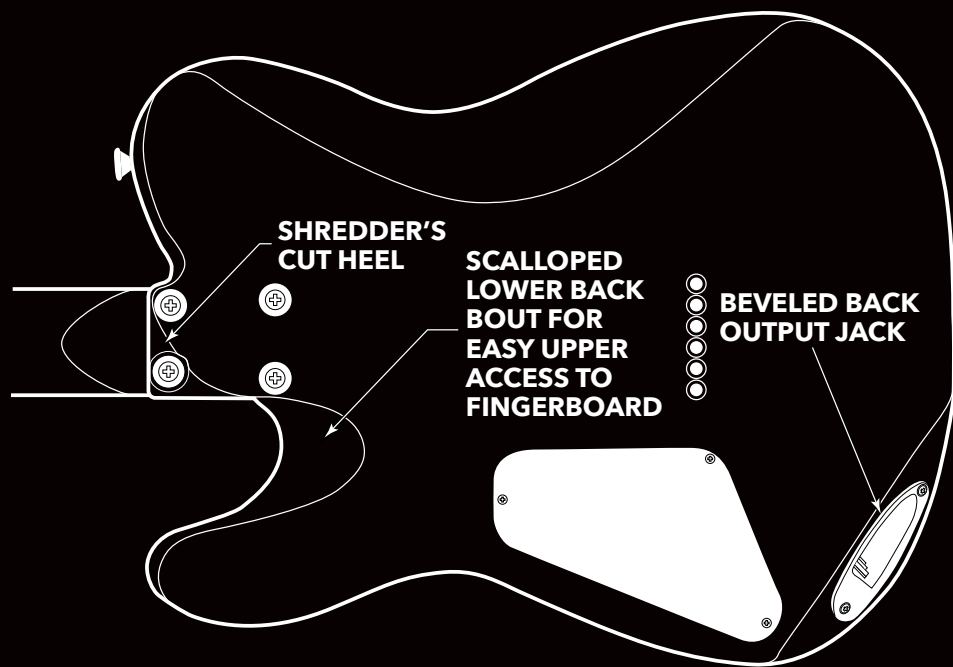 SHREDDER’S
CUT HEEL
SCALLOPED
LOWER BACK
BOUT FOR
EASY UPPER
ACCESS TO
FINGERBOARD
BEVELED BACK
OUTPUT JACK